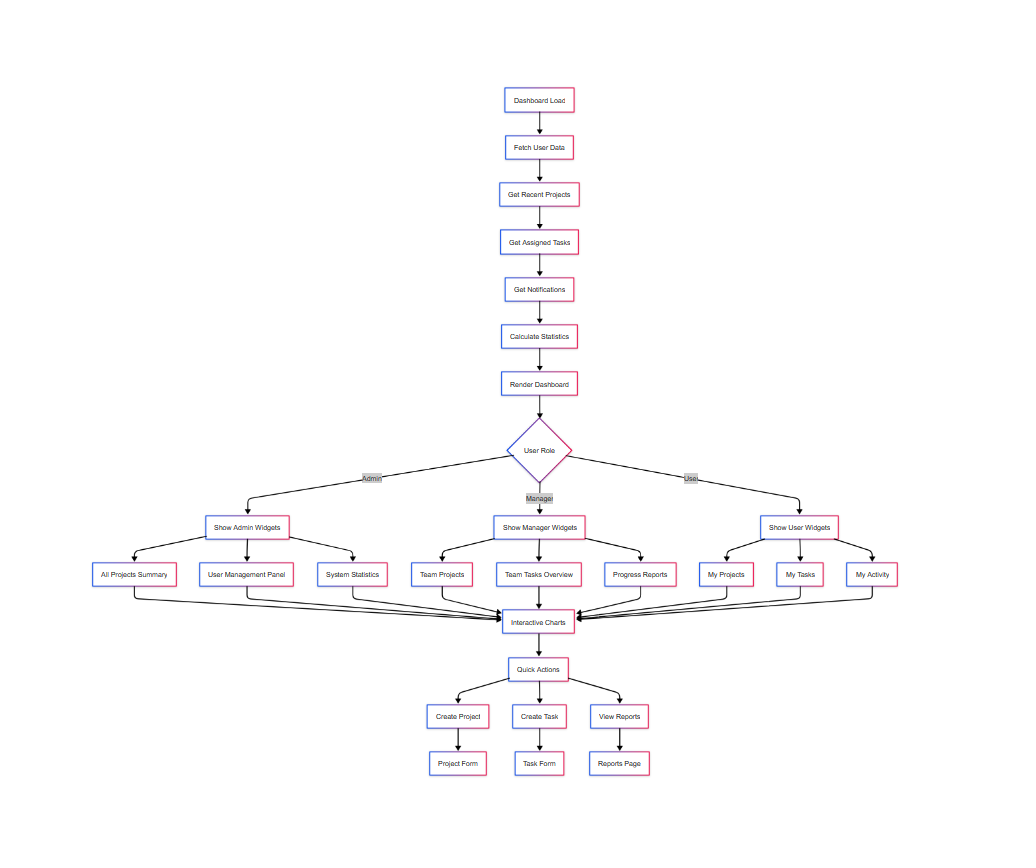 Dashboard Load
Fetch User Data
Get Recent Projects
Get Assigned Tasks
Get Notifications
Calculate Statistics
Render Dashboard
User Role
Admin
Manager
User
Show Admin Widgets
Show Manager Widgets
Show User Widgets
All Projects Summary
User Management Panel
System Statistics
Team Projects
Team Tasks Overview
Progress Reports
My Projects
My Tasks
My Activity
Interactive Charts
Quick Actions
Create Project
Create Task
View Reports
Project Form
Task Form
Reports Page